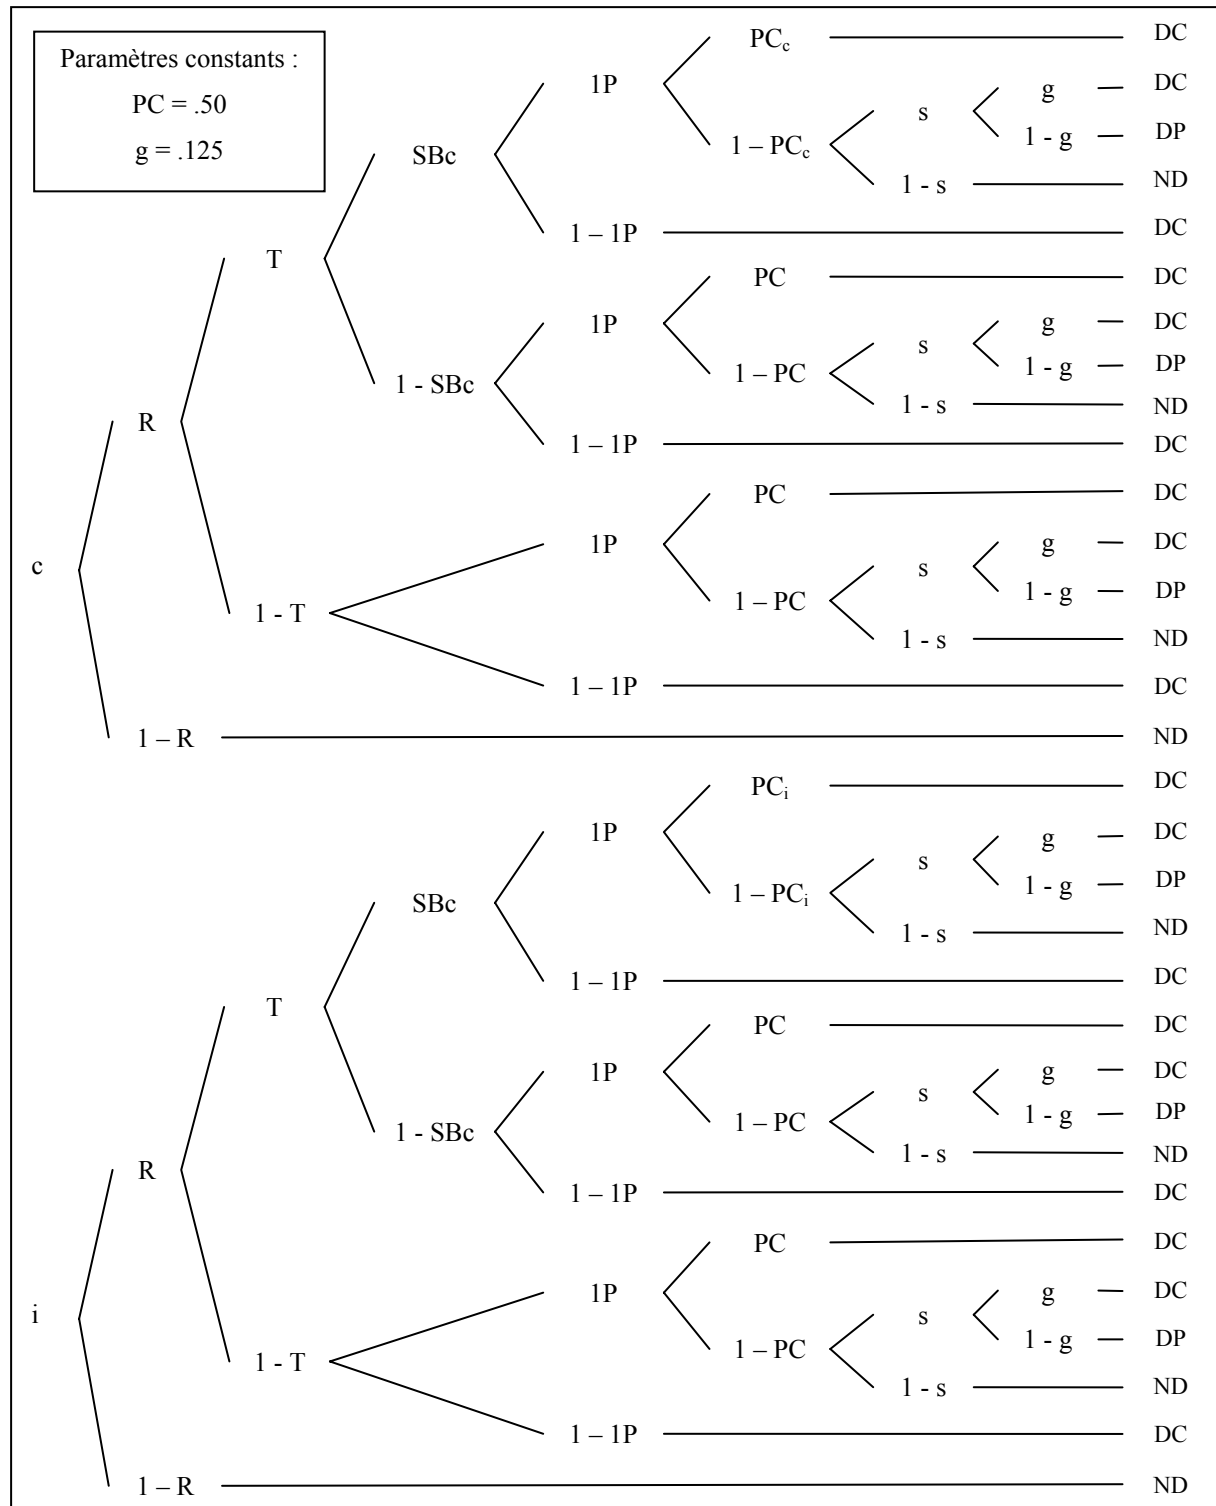 Paramètres constants :
PC = .50
g = .125
PC_c DC
1P s g DC
1 – PC_c 1 - g DP
SBc 1 - s ND
1 – 1P DC
T PC DC
1P s g DC
1 – PC 1 - g DP
1 - SBc 1 - s ND
R 1 – 1P DC
PC DC
1P s g DC
c 1 – PC 1 - g DP
1 - T 1 - s ND
1 – 1P DC
1 – R ND
PC_i DC
1P s g DC
1 – PC_i 1 - g DP
SBc 1 - s ND
1 – 1P DC
T PC DC
1P s g DC
1 – PC 1 - g DP
1 - SBc 1 - s ND
R 1 – 1P DC
PC DC
1P s g DC
i 1 – PC 1 - g DP
1 - T 1 - s ND
1 – 1P DC
1 – R ND